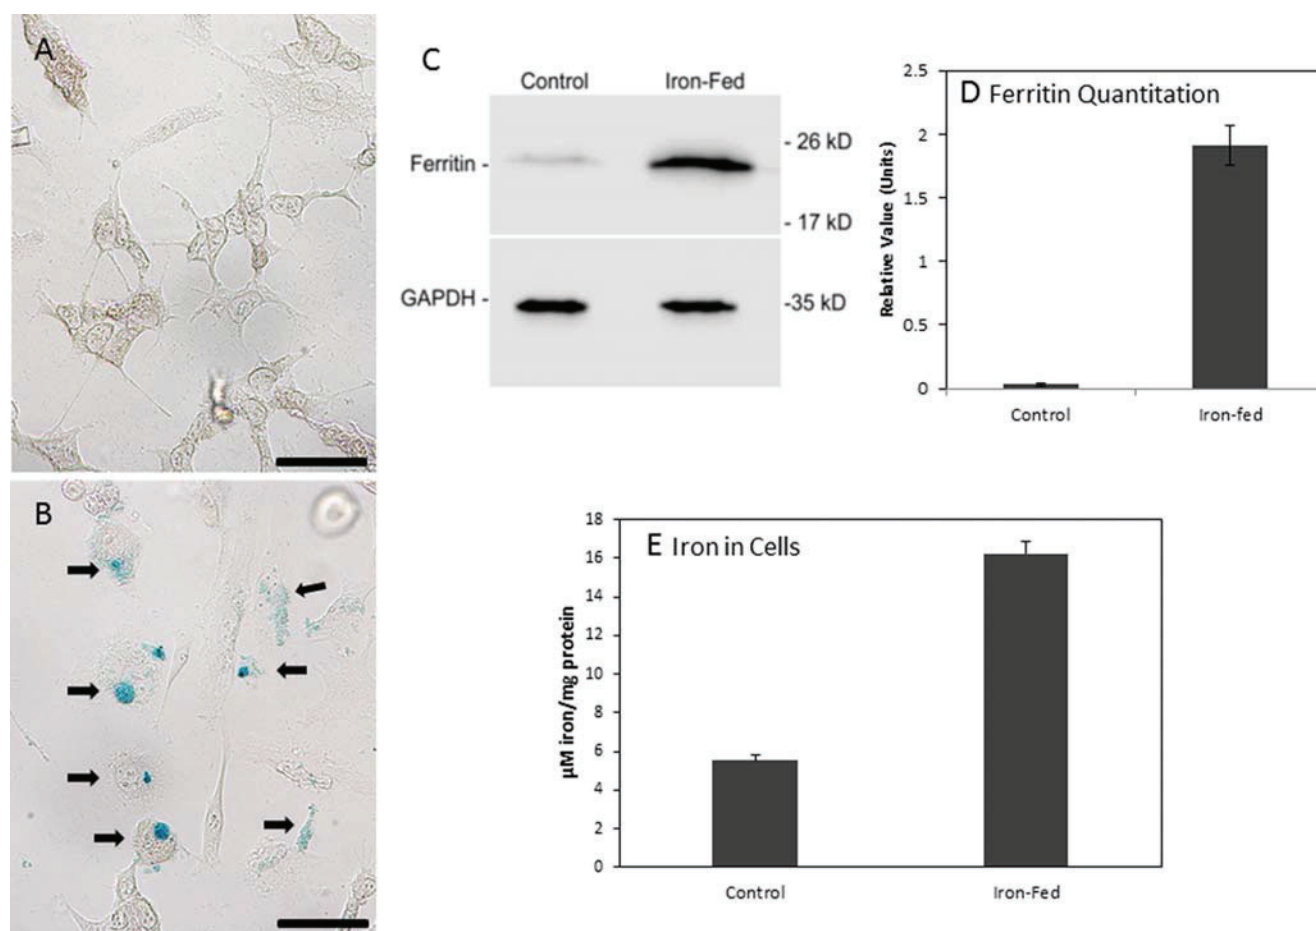 A
B
C
Control Iron-Fed
Ferritin -
- 26 kD
- 17 kD
GAPDH -
-35 kD
D Ferritin Quantitation
Relative Value (Units)
2.5
2
1.5
1
0.5
0
Control Iron-fed
E Iron in Cells
µM iron/mg protein
18
16
14
12
10
8
6
4
2
0
Control Iron-Fed